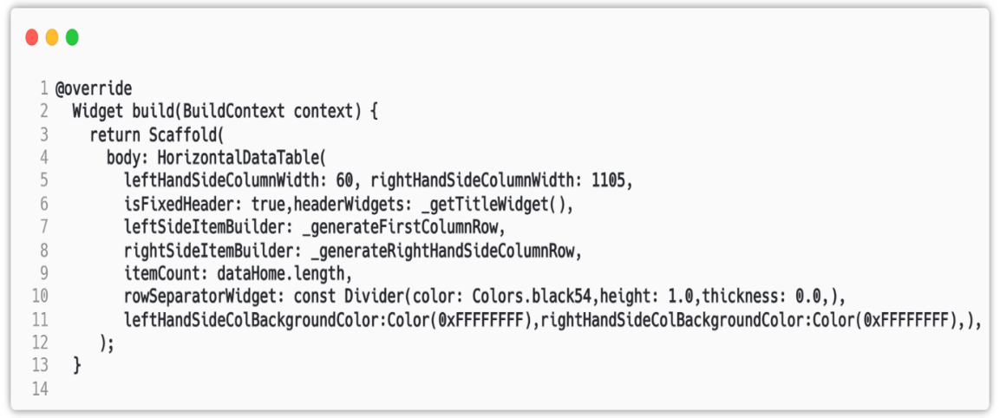 1 @override
2   Widget build(BuildContext context) {
3     return Scaffold(
4       body: HorizontalDataTable(
5         leftHandSideColumnWidth: 60, rightHandSideColumnWidth: 1105,
6         isFixedHeader: true,headerWidgets: _getTitleWidget(),
7         leftSideItemBuilder: _generateFirstColumnRow,
8         rightSideItemBuilder: _generateRightHandSideColumnRow,
9         itemCount: dataHome.length,
10         rowSeparatorWidget: const Divider(color: Colors.black54,height: 1.0,thickness: 0.0,),
11         leftHandSideColBackgroundColor:Color(0xFFFFFFFF),rightHandSideColBackgroundColor:Color(0xFFFFFFFF),),
12      );
13   }
14